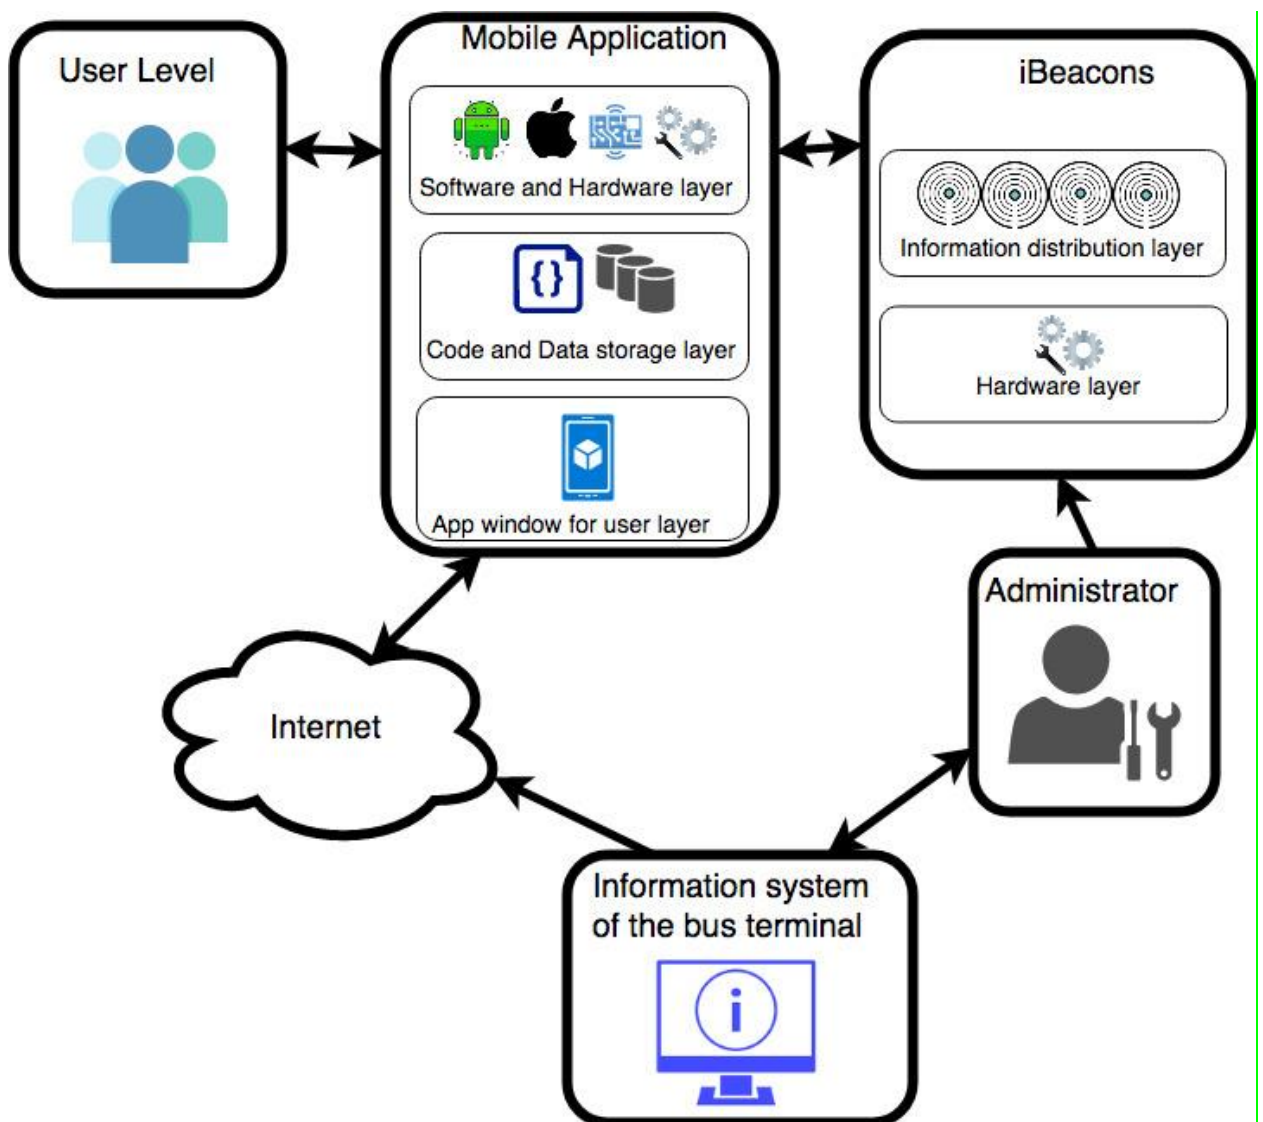 User Level
Mobile Application
iBeacons
Software and Hardware layer
Information distribution layer
Code and Data storage layer
Hardware layer
App window for user layer
Administrator
Internet
Information system
of the bus terminal